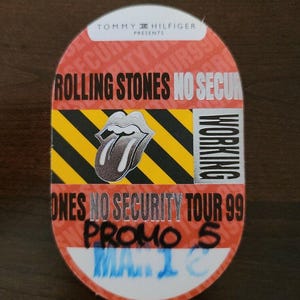 TOMMY HILFIGER
PRESENTS
ROLLING STONES NO SECUR
WORKING
ONES NO SECURITY TOUR 99
PROMO 5